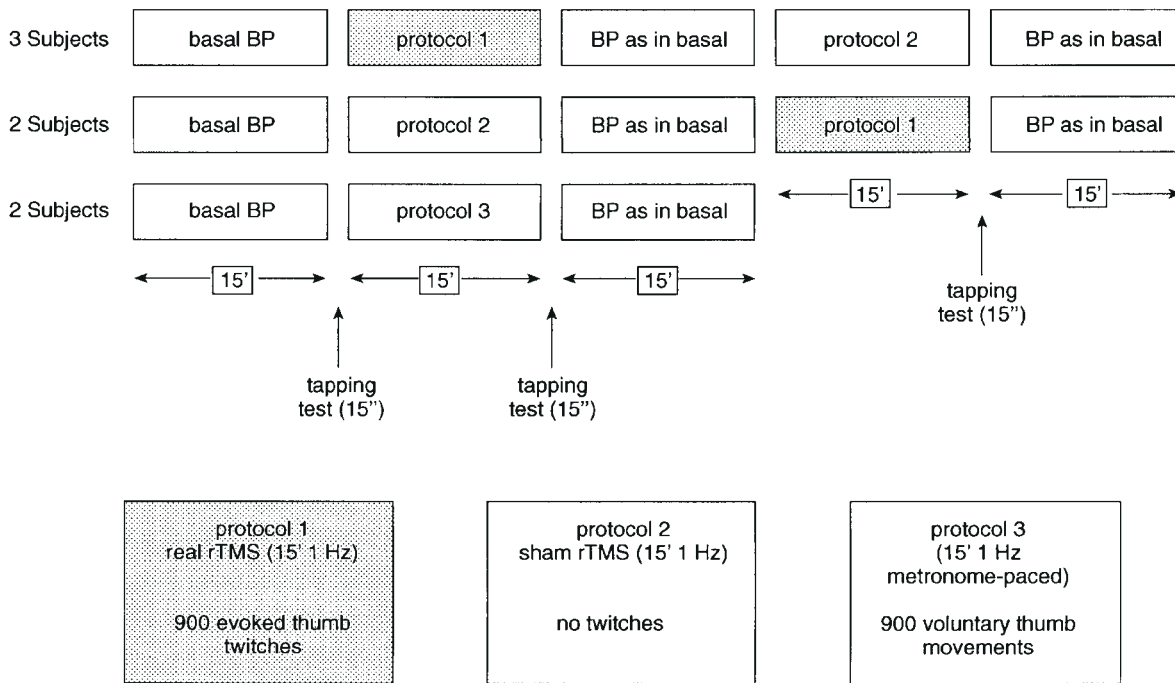 3 Subjects
basal BP
protocol 1
BP as in basal
protocol 2
BP as in basal
2 Subjects
basal BP
protocol 2
BP as in basal
protocol 1
BP as in basal
15'
15'
2 Subjects
basal BP
protocol 3
BP as in basal
15'
15'
15'
tapping
test (15")
tapping
test (15")
tapping
test (15")
protocol 1
real rTMS (15' 1 Hz)
900 evoked thumb
twitches
protocol 2
sham rTMS (15' 1 Hz)
no twitches
protocol 3
(15' 1 Hz
metronome-paced)
900 voluntary thumb
movements